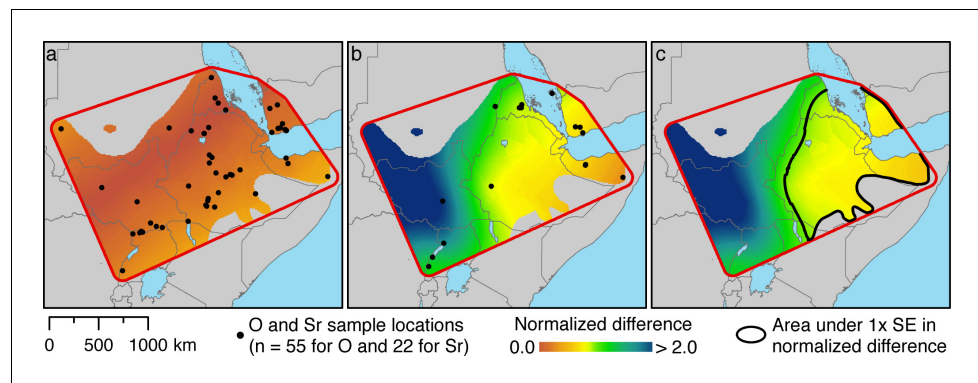 a
b
c
0 500 1000 km
O and Sr sample locations
(n = 55 for O and 22 for Sr)
Normalized difference
0.0 > 2.0
Area under 1x SE in
normalized difference